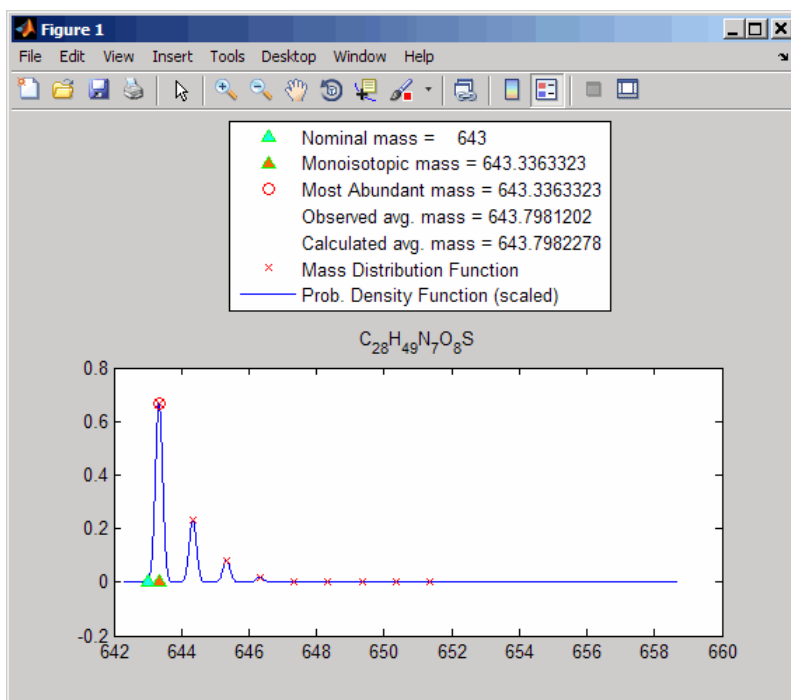 Figure 1
File Edit View Insert Tools Desktop Window Help
Nominal mass = 643
Monoisotopic mass = 643.3363323
Most Abundant mass = 643.3363323
Observed avg. mass = 643.7981202
Calculated avg. mass = 643.7982278
Mass Distribution Function
Prob. Density Function (scaled)
C28H49N7O8S
0.8
0.6
0.4
0.2
0
-0.2
642 644 646 648 650 652 654 656 658 660